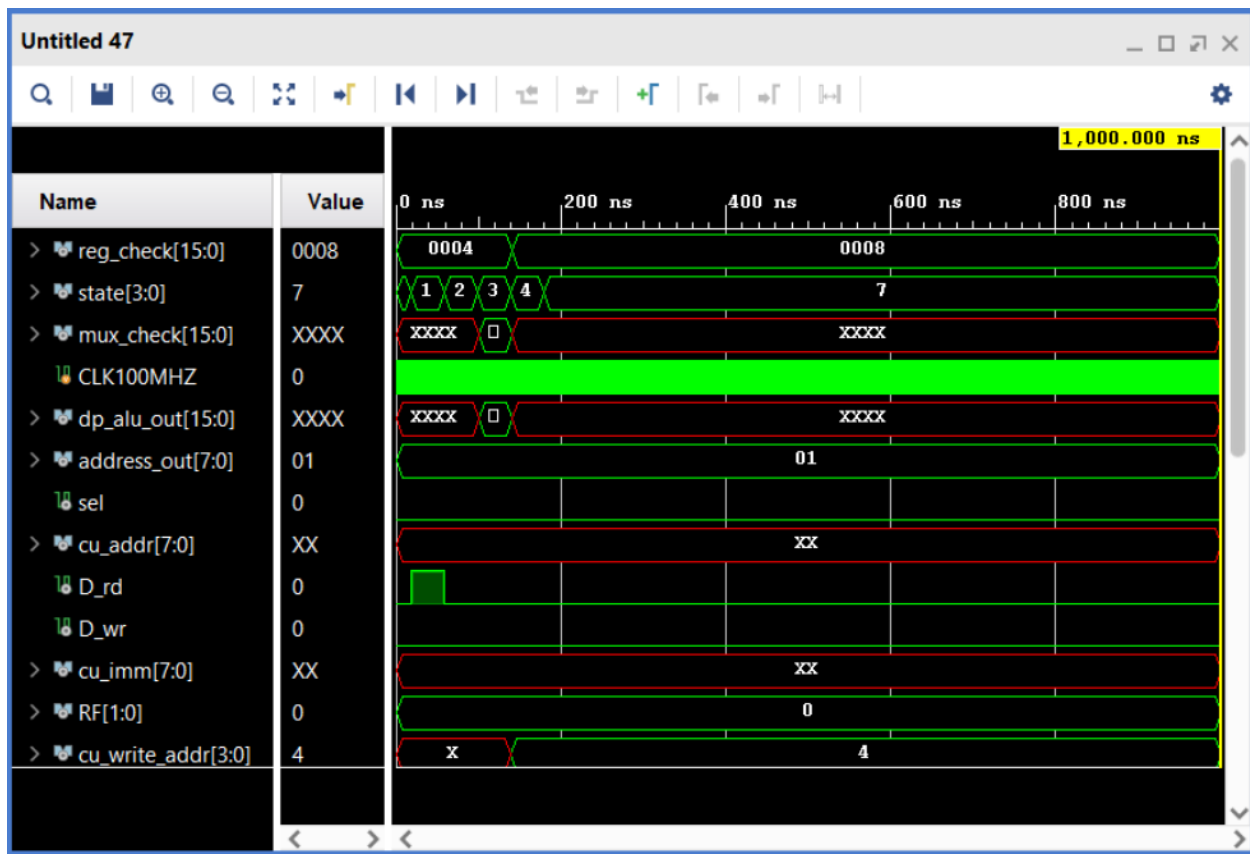 Untitled 47
1,000.000 ns
Name Value 0 ns 200 ns 400 ns 600 ns 800 ns
reg_check[15:0] 0008 0004 0008
state[3:0] 7 1 2 3 4 7
mux_check[15:0] XXXX XXXX XXXX
CLK100MHZ 0
dp_alu_out[15:0] XXXX XXXX XXXX
address_out[7:0] 01 01
sel 0
cu_addr[7:0] XX XX
D_rd 0
D_wr 0
cu_imm[7:0] XX XX
RF[1:0] 0 0
cu_write_addr[3:0] 4 X 4